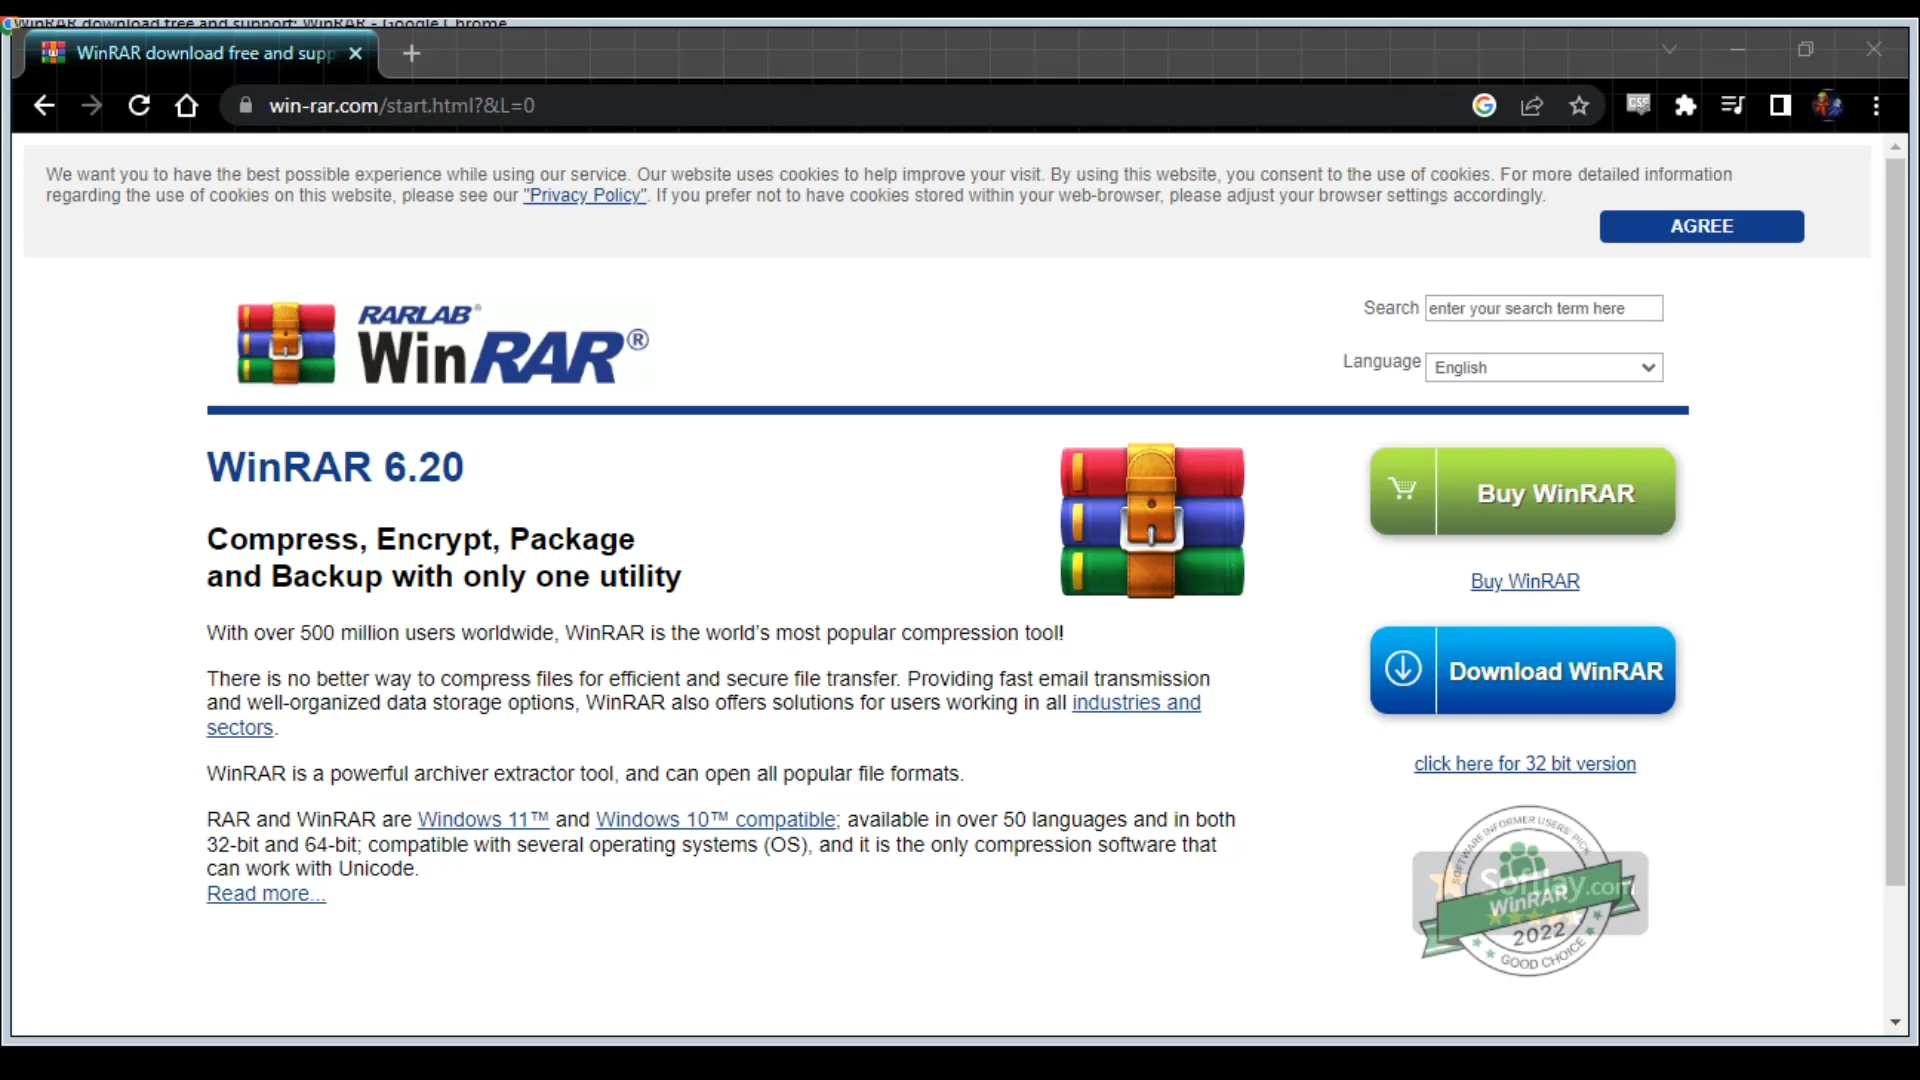 WinRAR download free and support: WinRAR - Google Chrome
WinRAR download free and supp
win-rar.com/start.html?&L=0
We want you to have the best possible experience while using our service. Our website uses cookies to help improve your visit. By using this website, you consent to the use of cookies. For more detailed information
regarding the use of cookies on this website, please see our "Privacy Policy". If you prefer not to have cookies stored within your web-browser, please adjust your browser settings accordingly.
AGREE
RARLAB®
WinRAR®
Search enter your search term here
Language English
WinRAR 6.20
Compress, Encrypt, Package
and Backup with only one utility
With over 500 million users worldwide, WinRAR is the world’s most popular compression tool!
There is no better way to compress files for efficient and secure file transfer. Providing fast email transmission
and well-organized data storage options, WinRAR also offers solutions for users working in all industries and
sectors.
WinRAR is a powerful archiver extractor tool, and can open all popular file formats.
RAR and WinRAR are Windows 11™ and Windows 10™ compatible; available in over 50 languages and in both
32-bit and 64-bit; compatible with several operating systems (OS), and it is the only compression software that
can work with Unicode.
Read more...
Buy WinRAR
Buy WinRAR
Download WinRAR
click here for 32 bit version
SOFTWARE INFORMER USERS' PICK
Softlay.com
WinRAR
2022
GOOD CHOICE